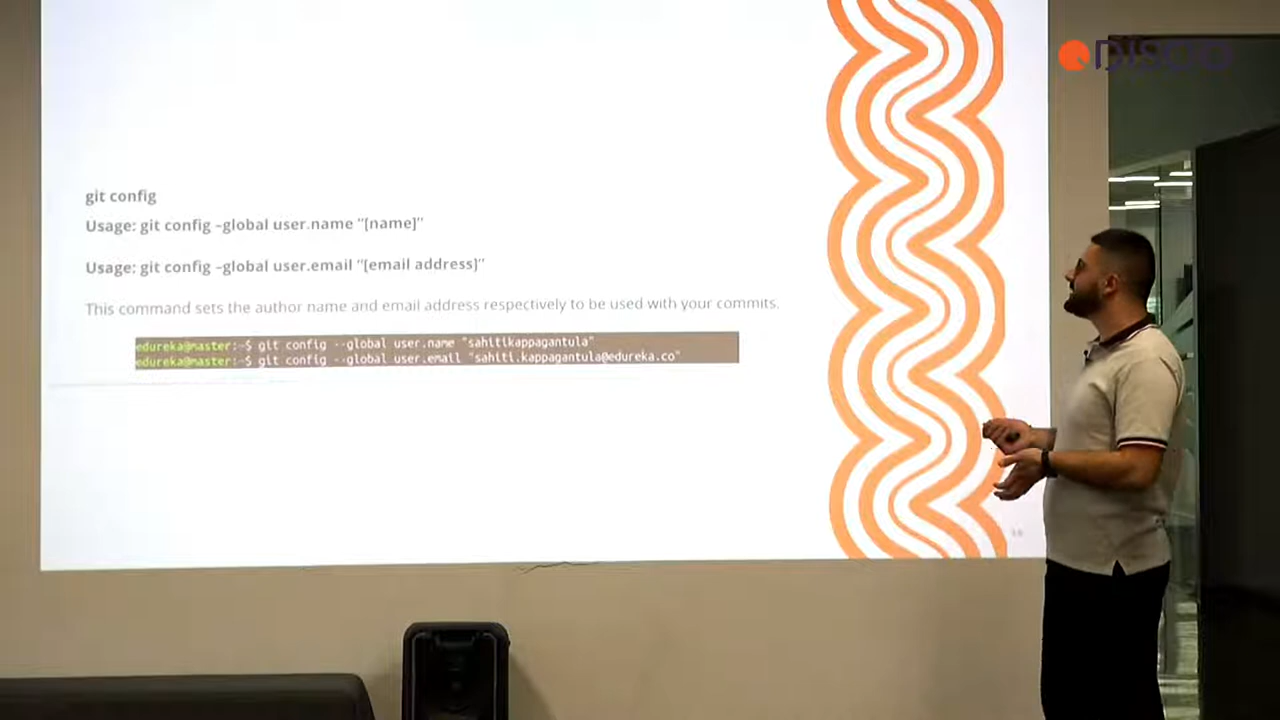 DISQO
git config
Usage: git config –global user.name “[name]”
Usage: git config –global user.email “[email address]”
This command sets the author name and email address respectively to be used with your commits.
edureka@master:~$ git config --global user.name "sahitikappagantula"
edureka@master:~$ git config --global user.email "sahiti.kappagantula@edureka.co"